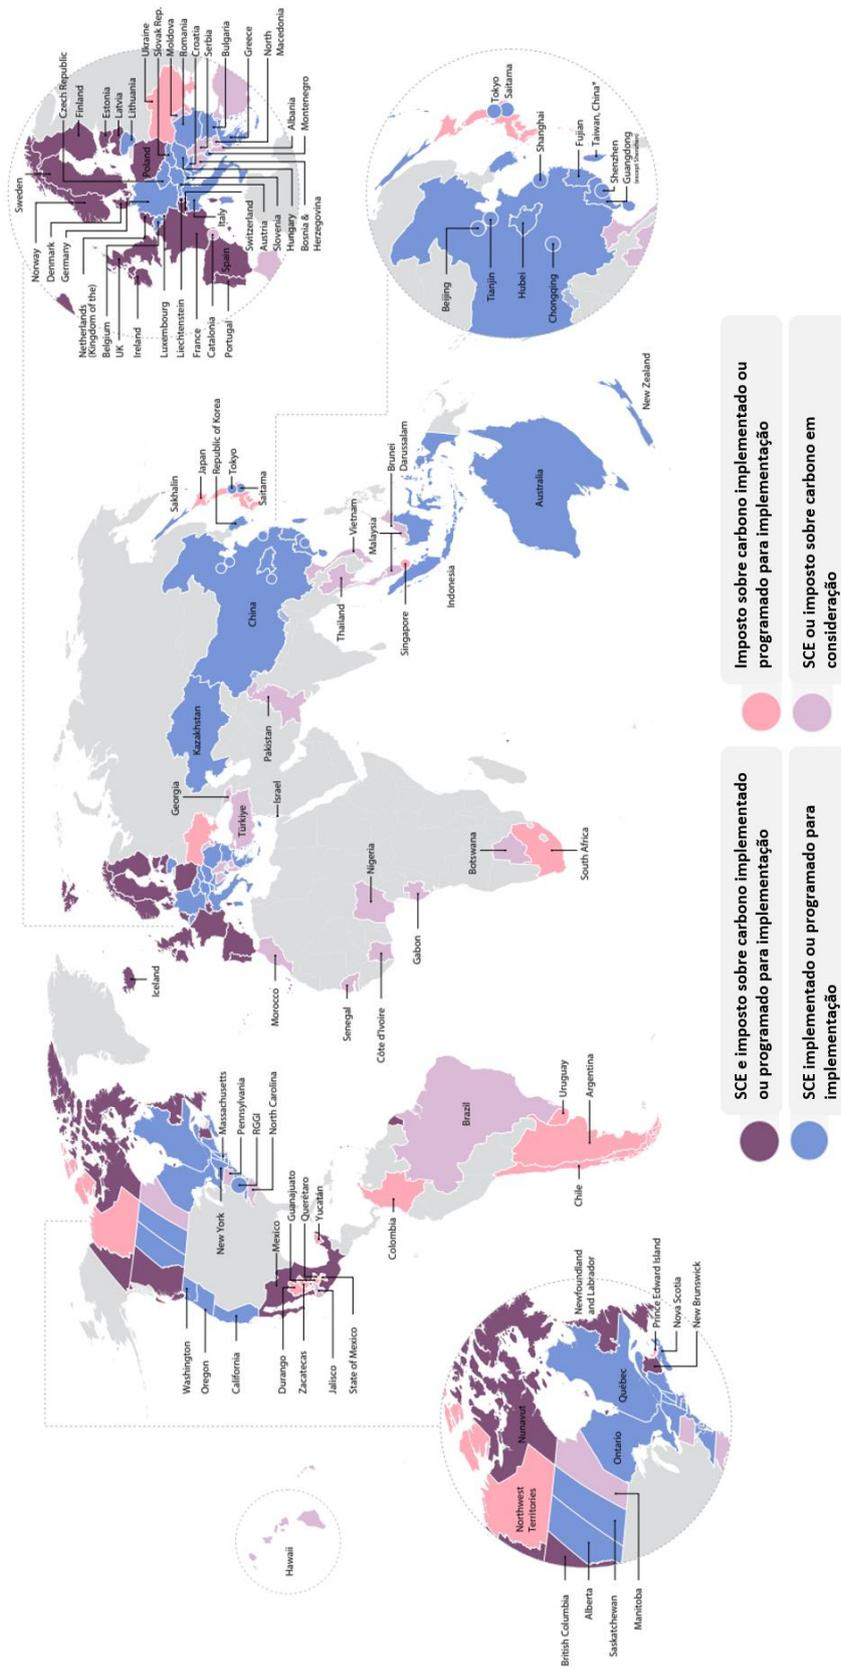 Hawaii
Washington
Oregon
California
Durango
Zacatecas
Jalisco
State of Mexico
New York
Mexico
Guanajuato
Querétaro
Yucatán
Massachusetts
Pennsylvania
RGGI
North Carolina
Colombia
Brazil
Chile
Uruguay
Argentina
Iceland
Morocco
Senegal
Côte d'Ivoire
Gabon
Nigeria
Botswana
South Africa
Georgia
Türkiye
Israel
Kazakhstan
Pakistan
China
Thailand
Singapore
Indonesia
Malaysia
Vietnam
Brunei
Darussalam
Sakhalin
Japan
Republic of Korea
Tokyo
Saitama
Australia
New Zealand
British Columbia
Alberta
Saskatchewan
Manitoba
Northwest
Territories
Nunavut
Ontario
Québec
Newfoundland
and Labrador
Prince Edward Island
Nova Scotia
New Brunswick
Sweden
Norway
Denmark
Germany
Netherlands
(Kingdom of the)
Belgium
UK
Ireland
Luxembourg
Liechtenstein
France
Catalonia
Portugal
Spain
Italy
Switzerland
Austria
Slovenia
Hungary
Bosnia &
Herzegovina
Poland
Czech Republic
Finland
Estonia
Latvia
Lithuania
Ukraine
Slovak Rep.
Moldova
Romania
Croatia
Serbia
Bulgaria
Greece
North
Macedonia
Albania
Montenegro
Beijing
Tianjin
Hubei
Chongqing
Tokyo
Saitama
Shanghai
Fujian
Taiwan, China*
Shenzhen
Guangdong
(except Shenzhen)
SCE e imposto sobre carbono implementado
ou programado para implementação
Imposto sobre carbono implementado ou
programado para implementação
SCE implementado ou programado para
implementação
SCE ou imposto sobre carbono em
consideração